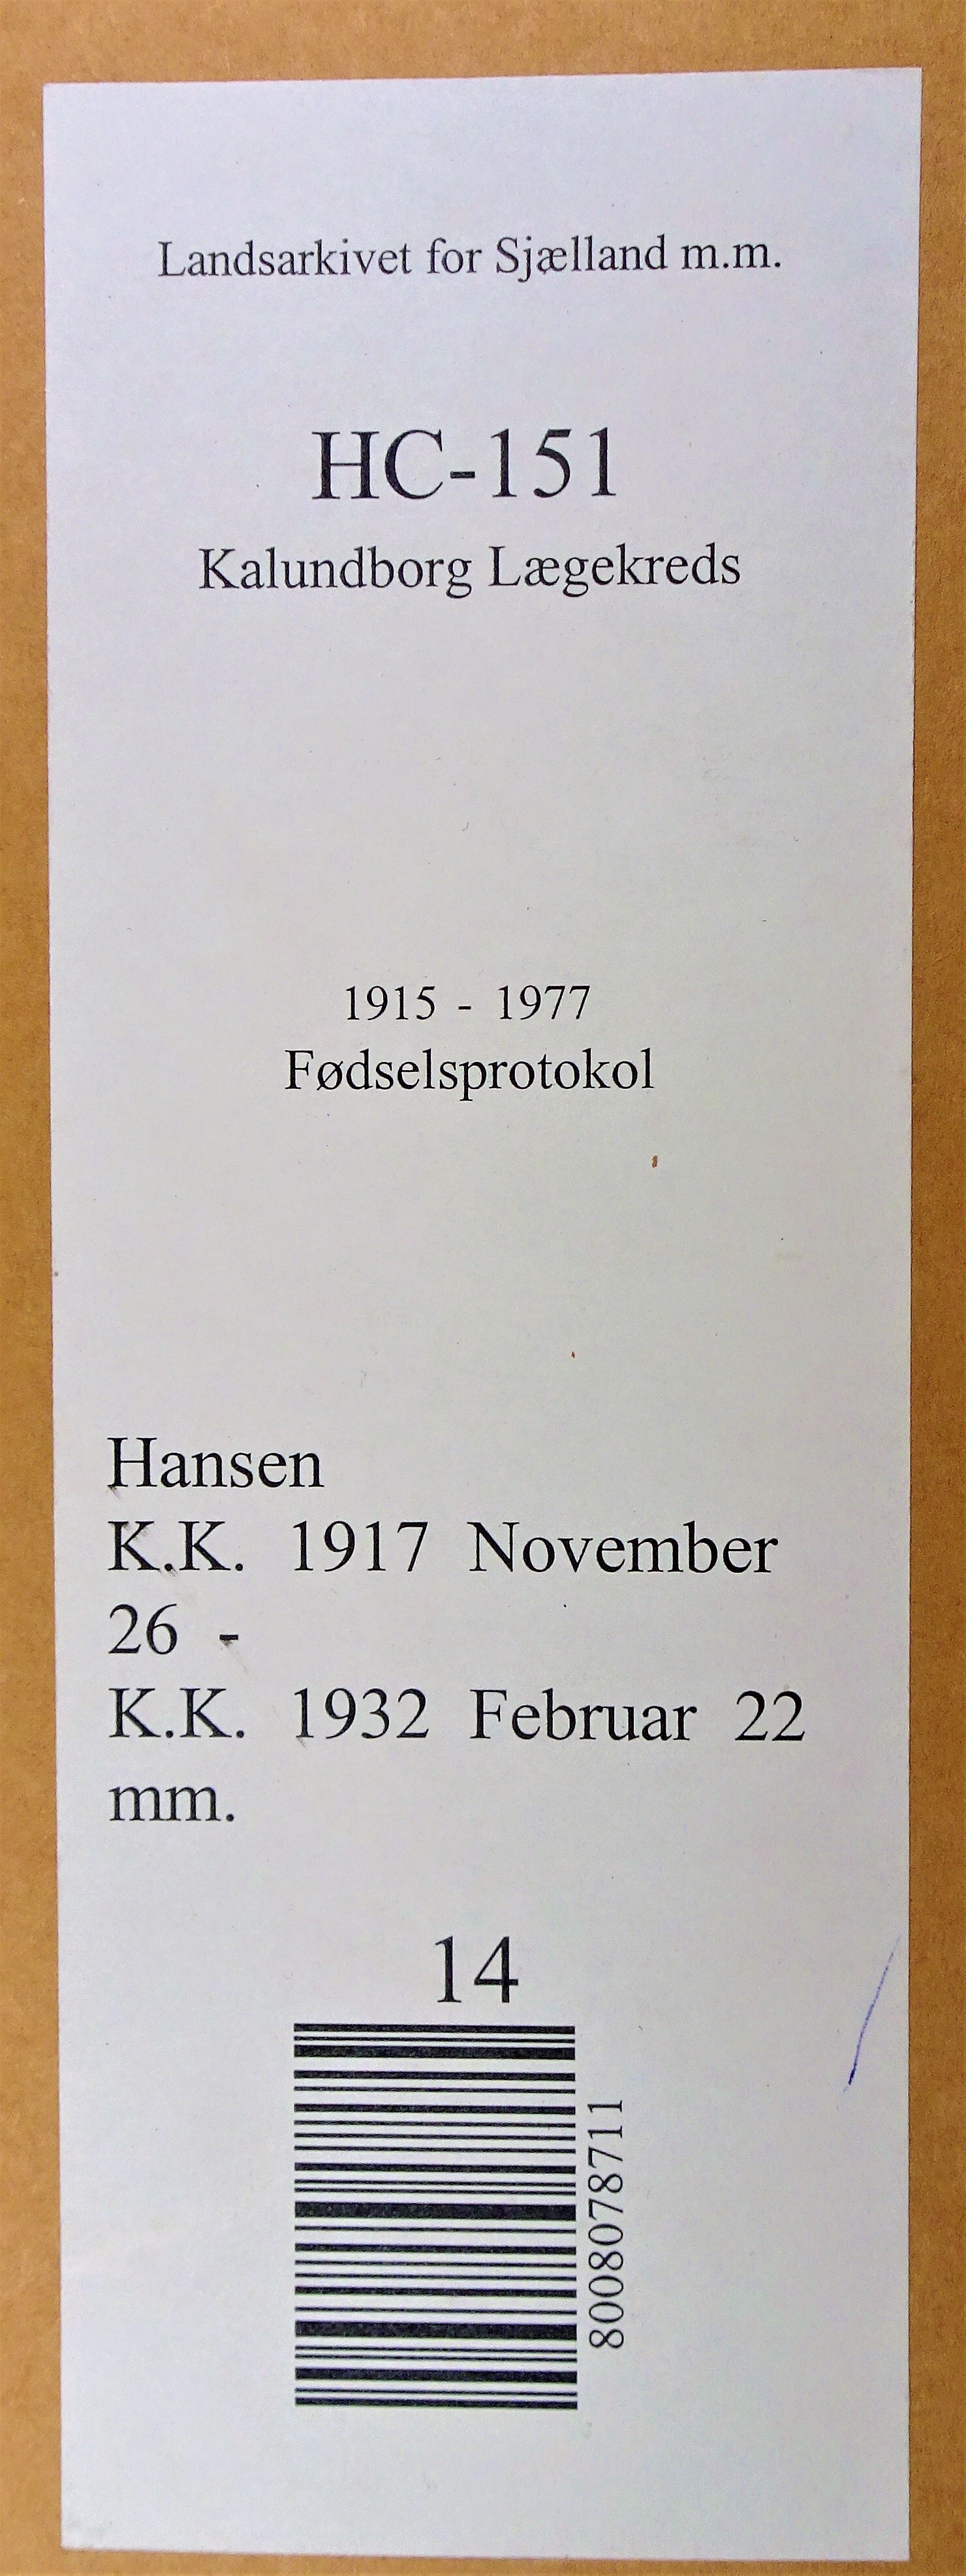 Landsarkivet for Sjælland m.m.
HC-151
Kalundborg Lægekreds
1915 - 1977
Fødselsprotokol
Hansen
K.K. 1917 November
26 -
K.K. 1932 Februar 22
mm.
14
8008078711